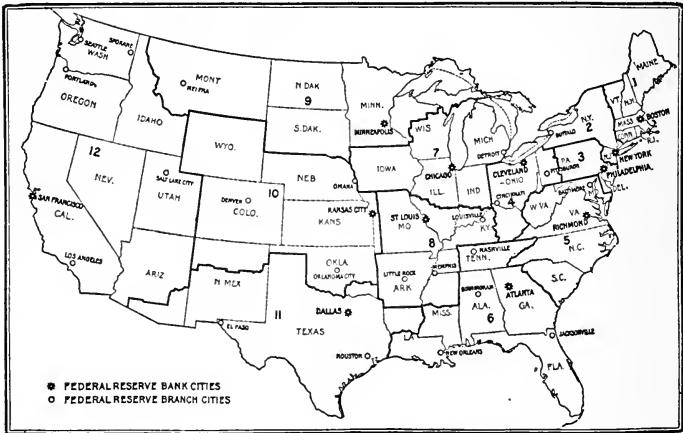 SPOKANE
SEATTLE
WASH
PORTLAND
OREGON
IDAHO
MONT
HELENA
N DAK
9
S.DAK.
MINN.
MINNEAPOLIS
WIS
MICH
DETROIT
7
CHICAGO
IOWA
ILL.
IND
CLEVELAND
OHIO
CINCINNATI
4
PITTSBURGH
PA
3
BUFFALO
N.Y.
2
MAINE
1
VT.
N.H.
MASS
BOSTON
CONN
R.I.
N.J.
NEW YORK
PHILADELPHIA
DEL.
BALTIMORE
W VA
VA
RICHMOND
5
N.C.
S.C.
12
NEV.
SAN FRANCISCO
CAL.
LOS ANGELES
SALT LAKE CITY
UTAH
ARIZ
WYO.
10
DENVER
COLO.
NEB
OMAHA
KANSAS CITY
KANS
ST LOUIS
MO
8
LOUISVILLE
KY.
NASHVILLE
TENN.
MEMPHIS
LITTLE ROCK
ARK
OKLA.
OKLAHOMA CITY
N MEX
EL PASO
11
DALLAS
TEXAS
HOUSTON
LA
NEW ORLEANS
MISS.
BIRMINGHAM
ALA.
6
ATLANTA
GA.
JACKSONVILLE
FLA.
FEDERAL RESERVE BANK CITIES
FEDERAL RESERVE BRANCH CITIES